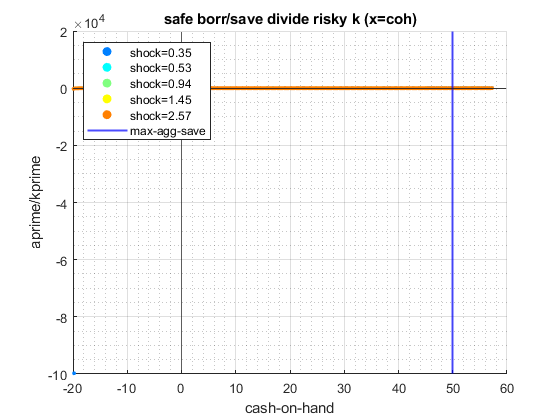 safe borr/save divide risky k (x=coh)
×10⁴
2
0
-2
-4
-6
-8
-10
aprime/kprime
shock=0.35
shock=0.53
shock=0.94
shock=1.45
shock=2.57
max-agg-save
-20
-10
0
10
20
30
40
50
60
cash-on-hand